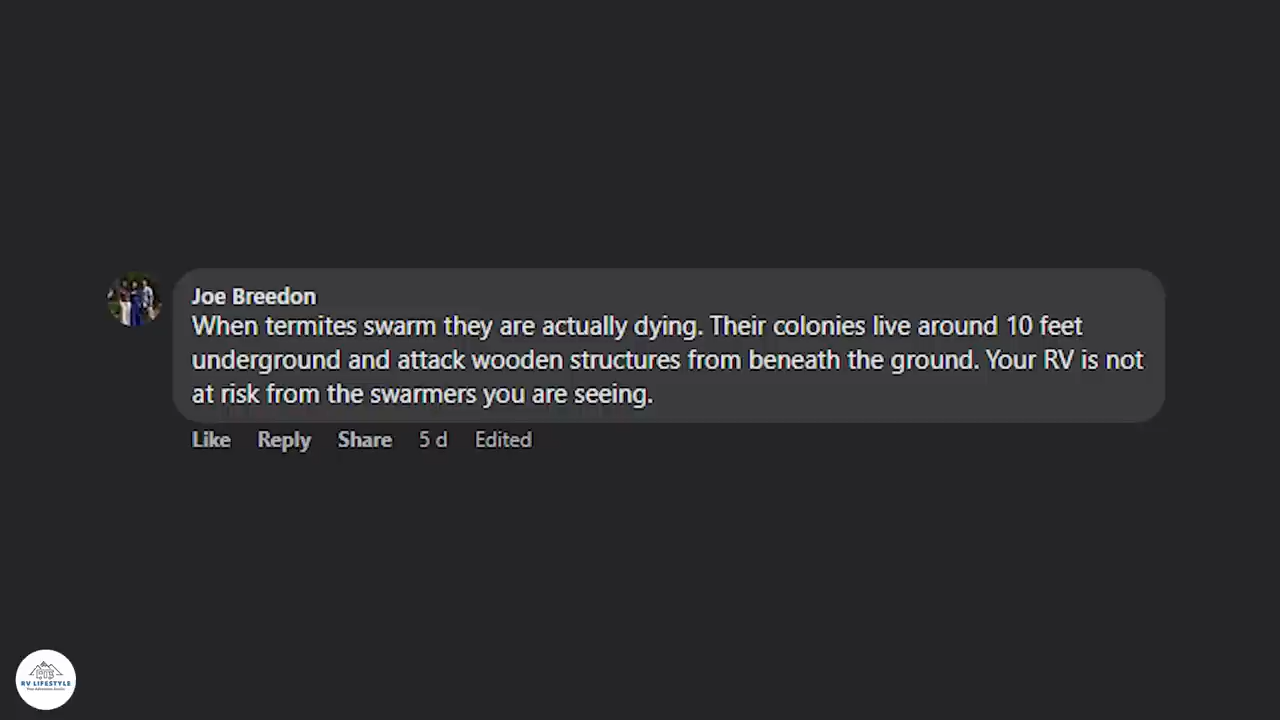 Joe Breedon
When termites swarm they are actually dying. Their colonies live around 10 feet
underground and attack wooden structures from beneath the ground. Your RV is not
at risk from the swarmers you are seeing.
Like Reply Share 5 d Edited
RV LIFESTYLE